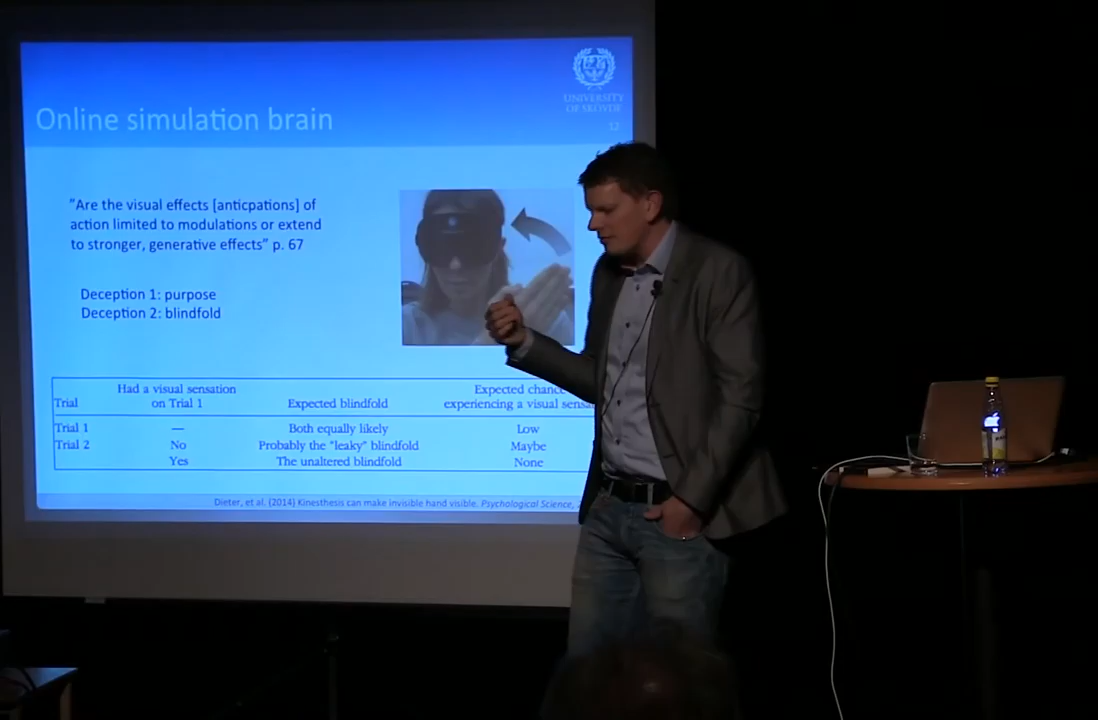 UNIVERSITY
OF SKÖVDE
12
Online simulation brain
"Are the visual effects [anticpations] of
action limited to modulations or extend
to stronger, generative effects" p. 67
Deception 1: purpose
Deception 2: blindfold
Had a visual sensation Expected chance
Trial on Trial 1 Expected blindfold experiencing a visual sensa
Trial 1 — Both equally likely Low
Trial 2 No Probably the "leaky" blindfold Maybe
Yes The unaltered blindfold None
Dieter, et al. (2014) Kinesthesis can make invisible hand visible. Psychological Science,